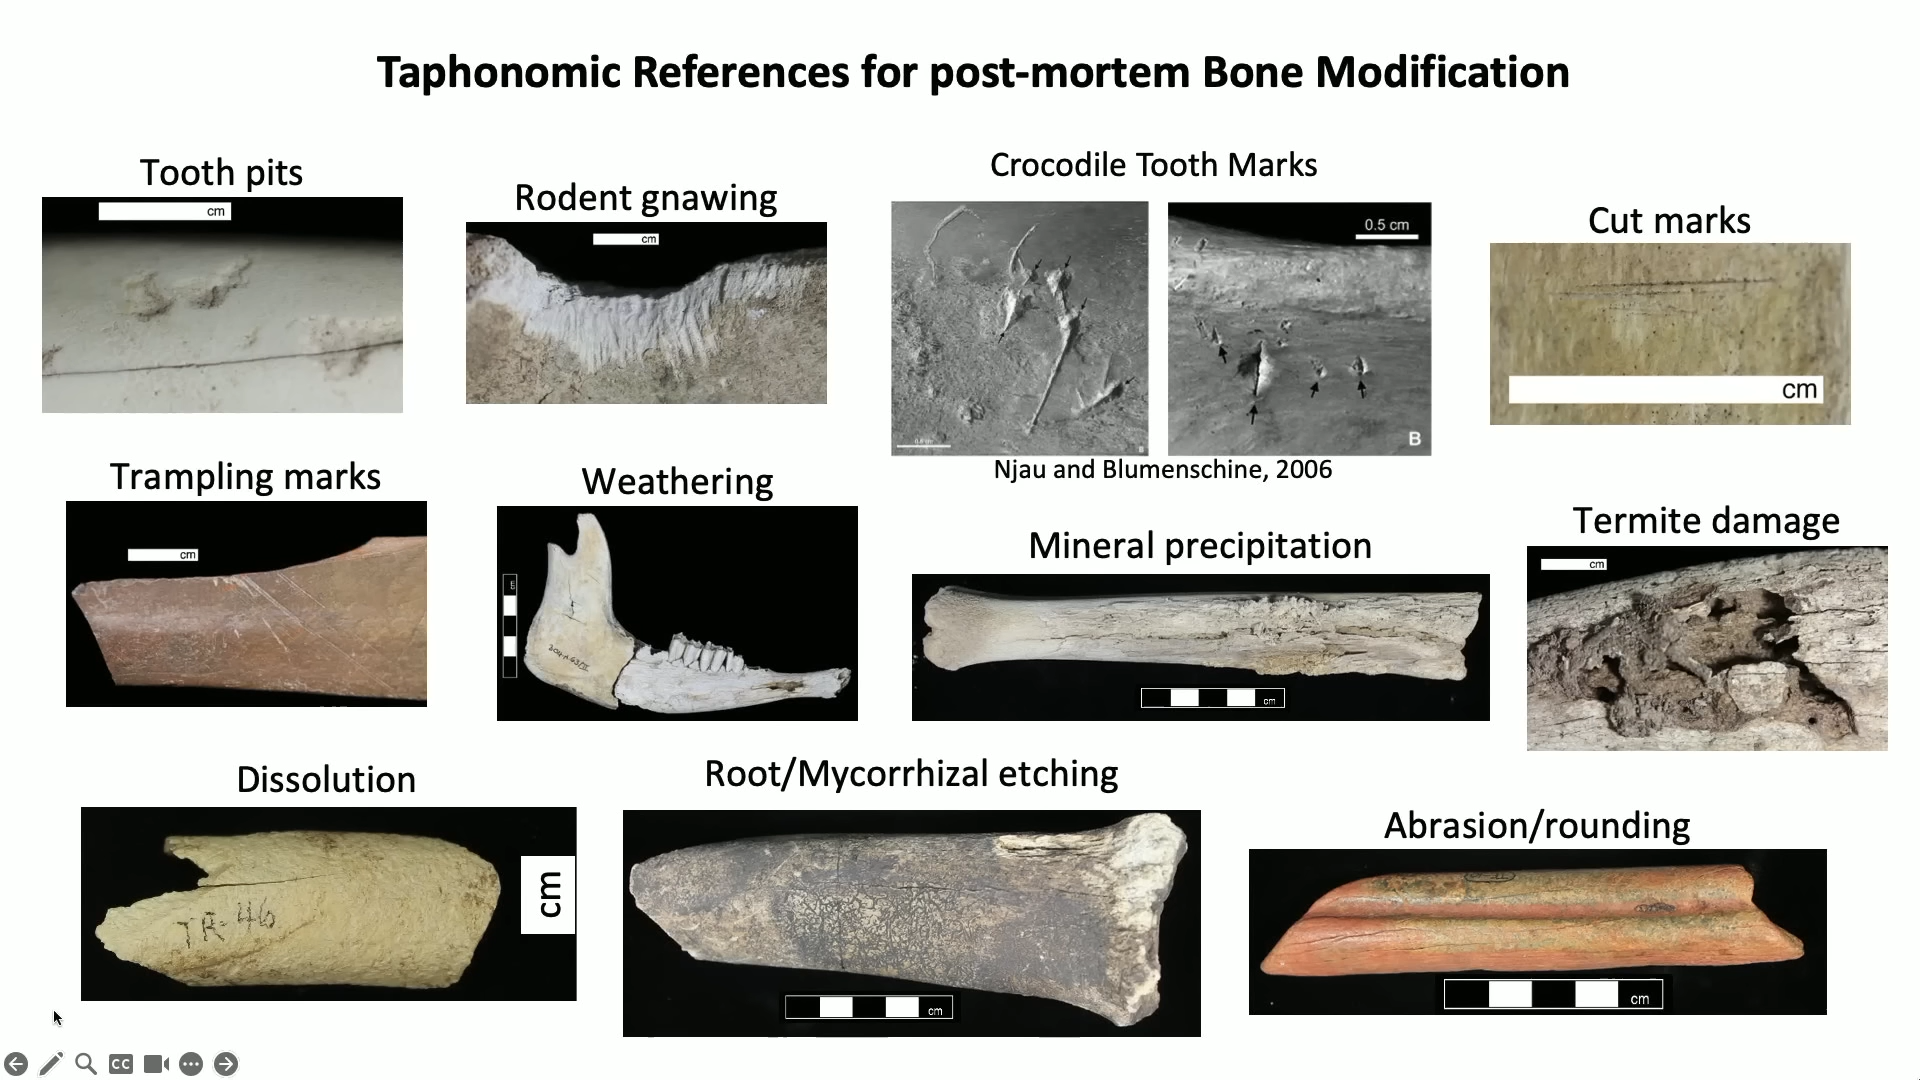 Taphonomic References for post-mortem Bone Modification
Tooth pits
cm
Rodent gnawing
cm
Crocodile Tooth Marks
0.5 cm
B
Njau and Blumenschine, 2006
Cut marks
cm
Trampling marks
cm
Weathering
5
Mineral precipitation
cm
Termite damage
cm
Dissolution
TR-46
cm
Root/Mycorrhizal etching
cm
Abrasion/rounding
cm
CC